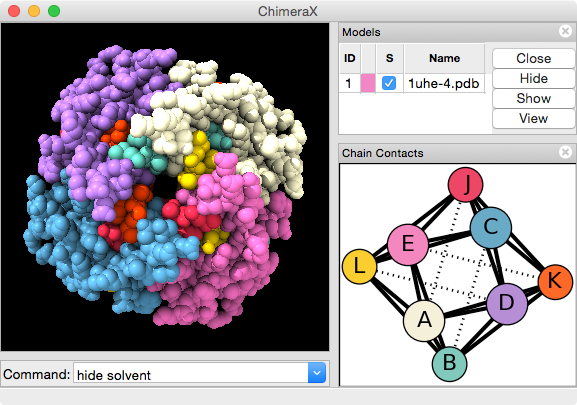 ChimeraX
Models
ID S Name
1 1uhe-4.pdb
Close
Hide
Show
View
Chain Contacts
J
C
E
L
K
D
A
B
Command: hide solvent